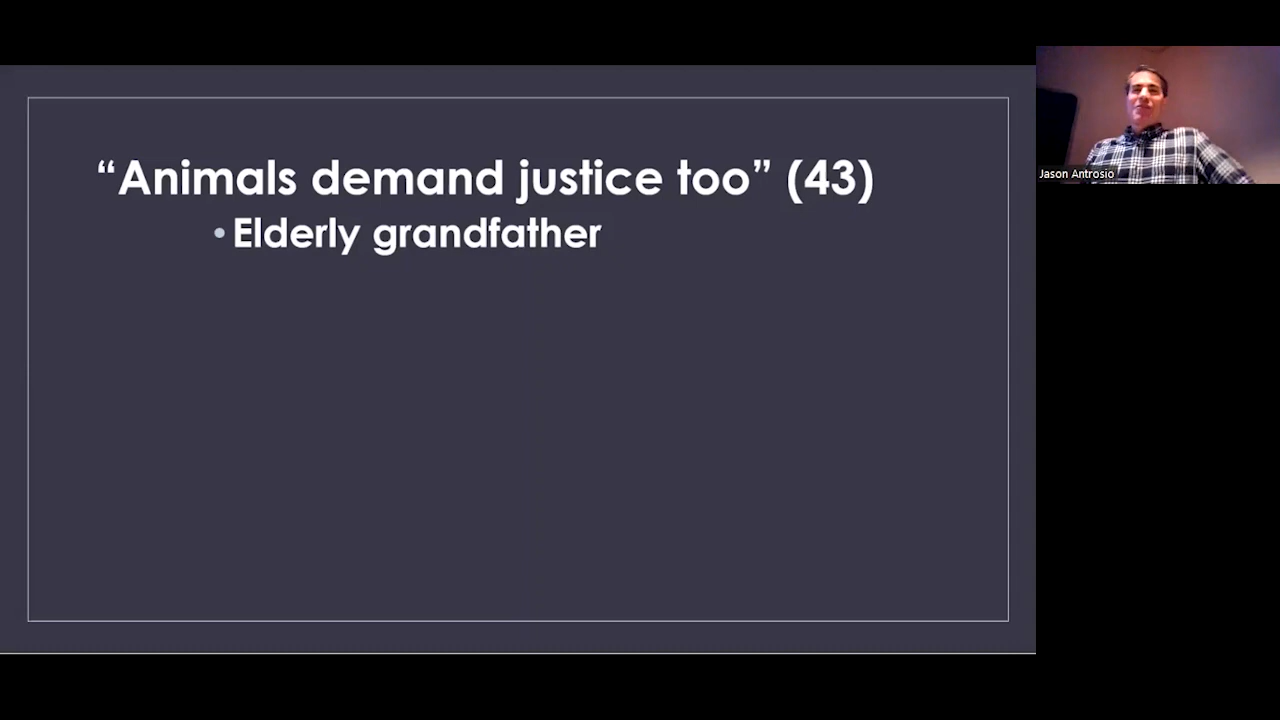 “Animals demand justice too” (43)
• Elderly grandfather
Jason Antrosio